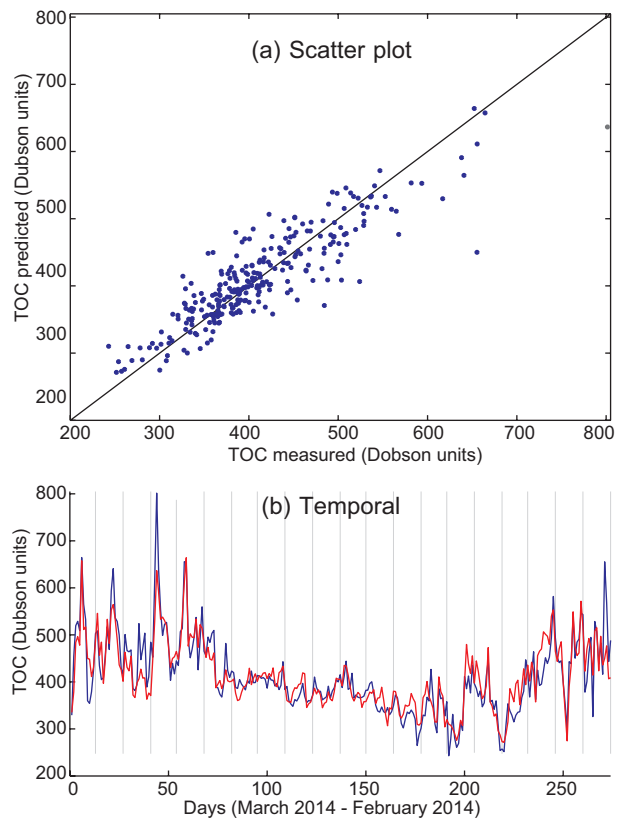 800
(a) Scatter plot
700
600
500
400
300
200
TOC predicted (Dubson units)
200 300 400 500 600 700 800
TOC measured (Dobson units)
800
(b) Temporal
700
600
500
400
300
200
TOC (Dubson units)
0 50 100 150 200 250
Days (March 2014 - February 2014)